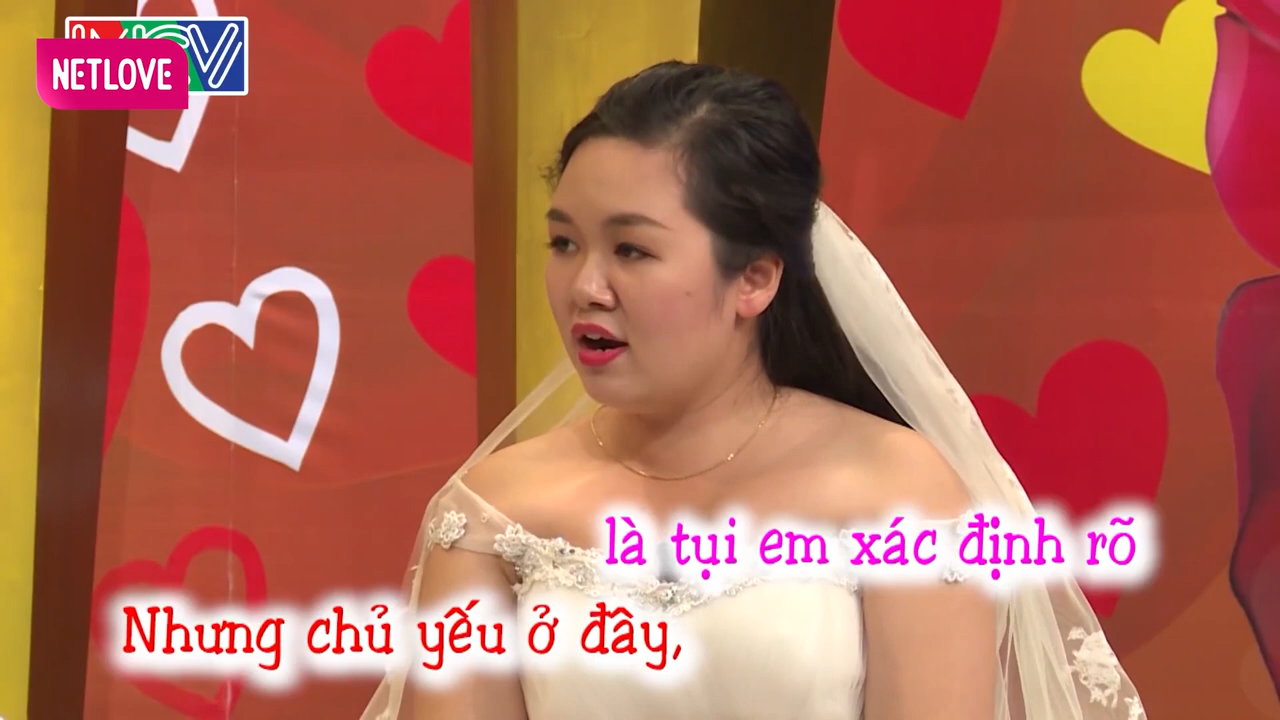 NETLOVE
Nhưng chủ yếu ở đây,
là tụi em xác định rõ